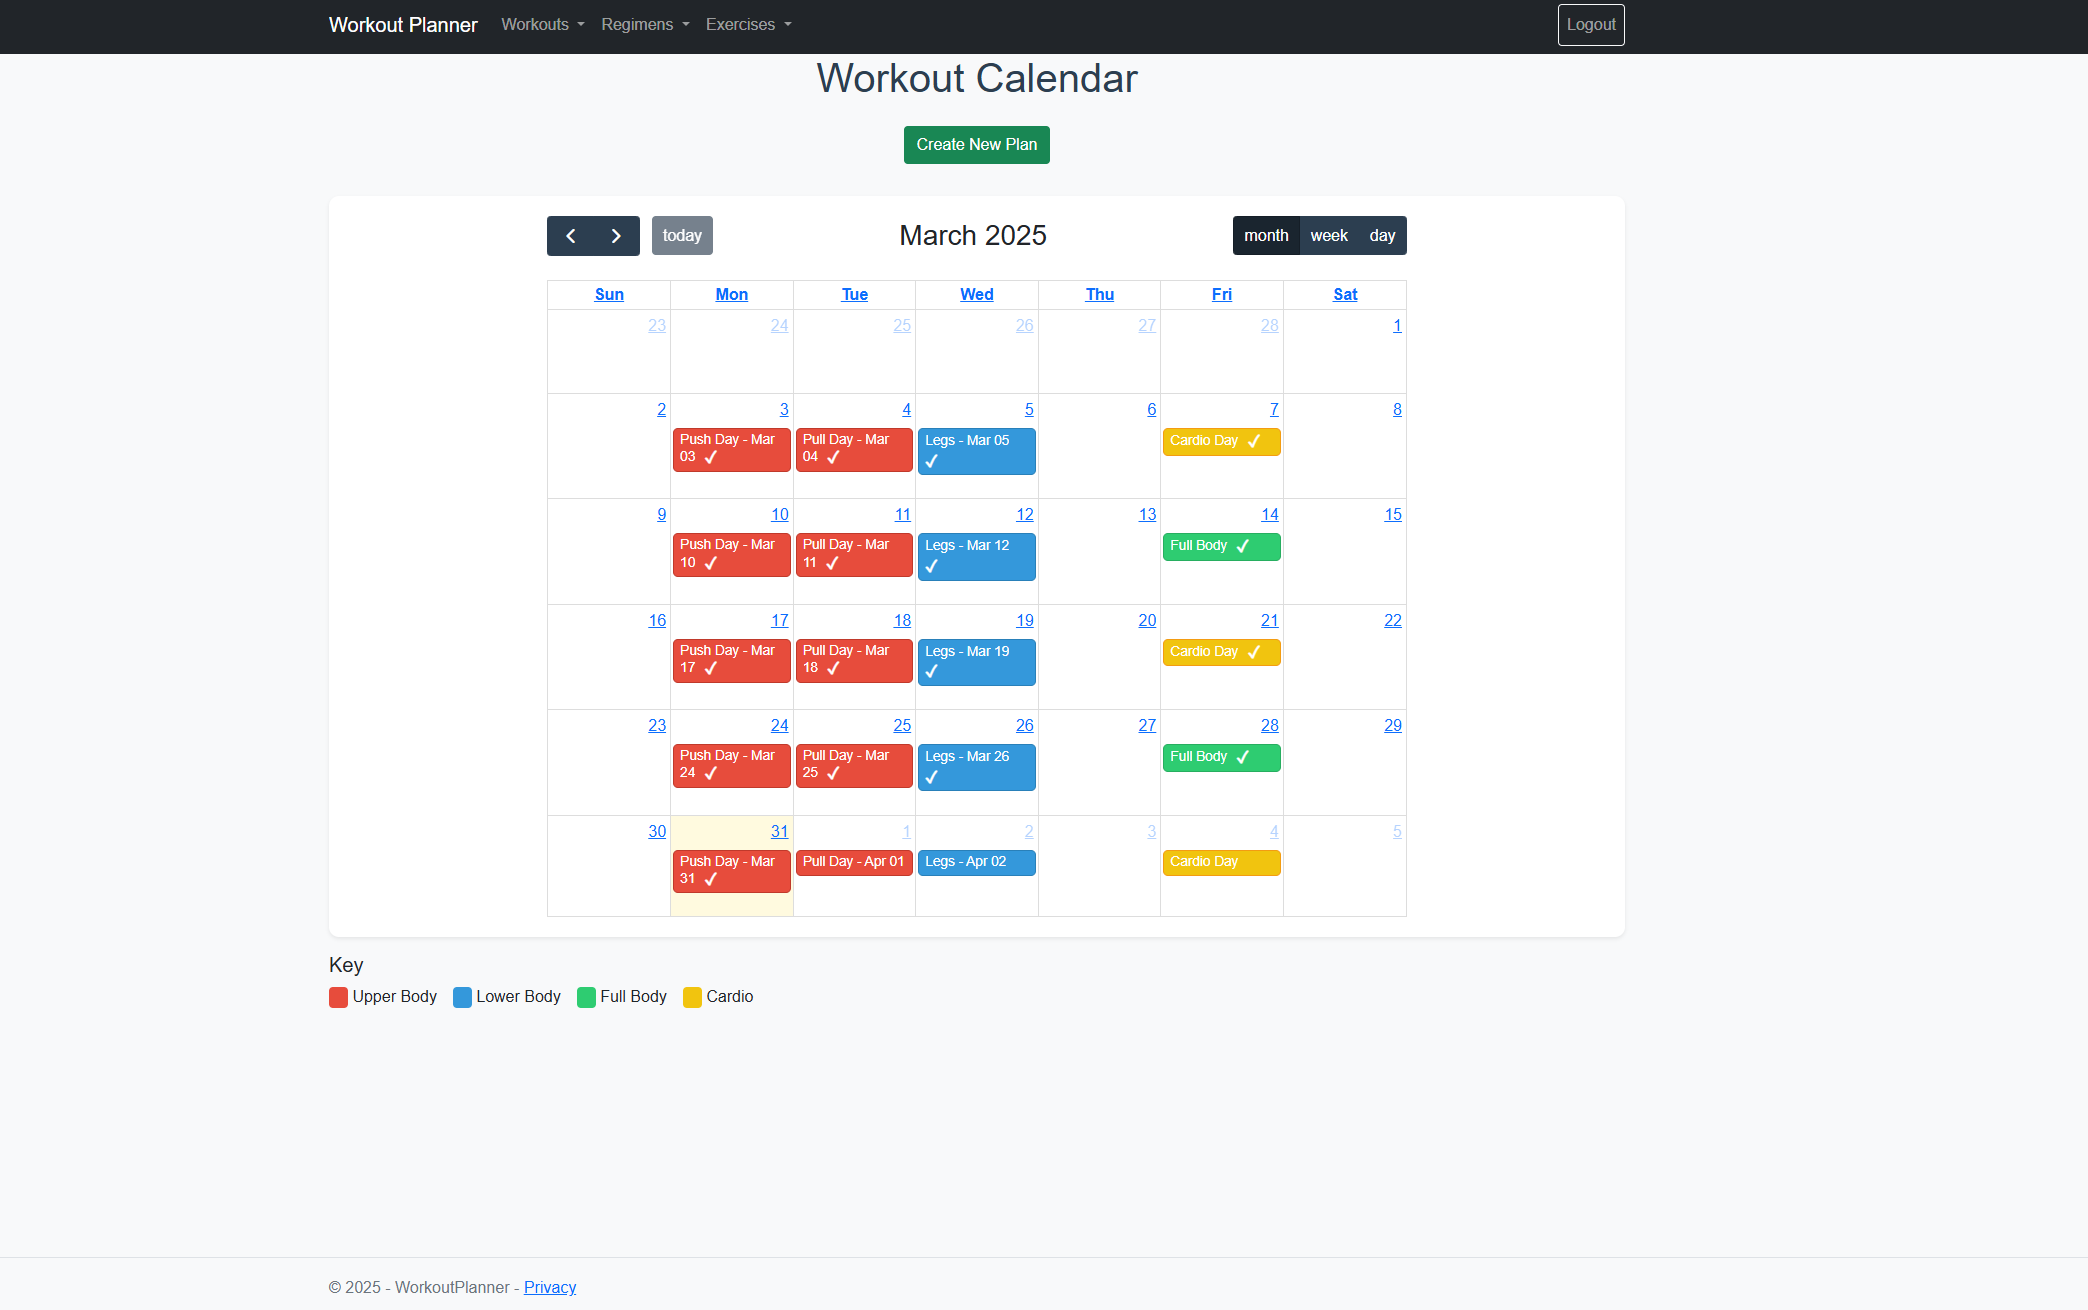 Workout Planner Workouts Regimens Exercises Logout
Workout Calendar
Create New Plan
today March 2025 month week day
Sun Mon Tue Wed Thu Fri Sat
23 24 25 26 27 28 1
2 3 4 5 6 7 8
Push Day - Mar 03 ✓ Pull Day - Mar 04 ✓ Legs - Mar 05 ✓ Cardio Day ✓
9 10 11 12 13 14 15
Push Day - Mar 10 ✓ Pull Day - Mar 11 ✓ Legs - Mar 12 ✓ Full Body ✓
16 17 18 19 20 21 22
Push Day - Mar 17 ✓ Pull Day - Mar 18 ✓ Legs - Mar 19 ✓ Cardio Day ✓
23 24 25 26 27 28 29
Push Day - Mar 24 ✓ Pull Day - Mar 25 ✓ Legs - Mar 26 ✓ Full Body ✓
30 31 1 2 3 4 5
Push Day - Mar 31 ✓ Pull Day - Apr 01 Legs - Apr 02 Cardio Day
Key
Upper Body Lower Body Full Body Cardio
© 2025 - WorkoutPlanner - Privacy